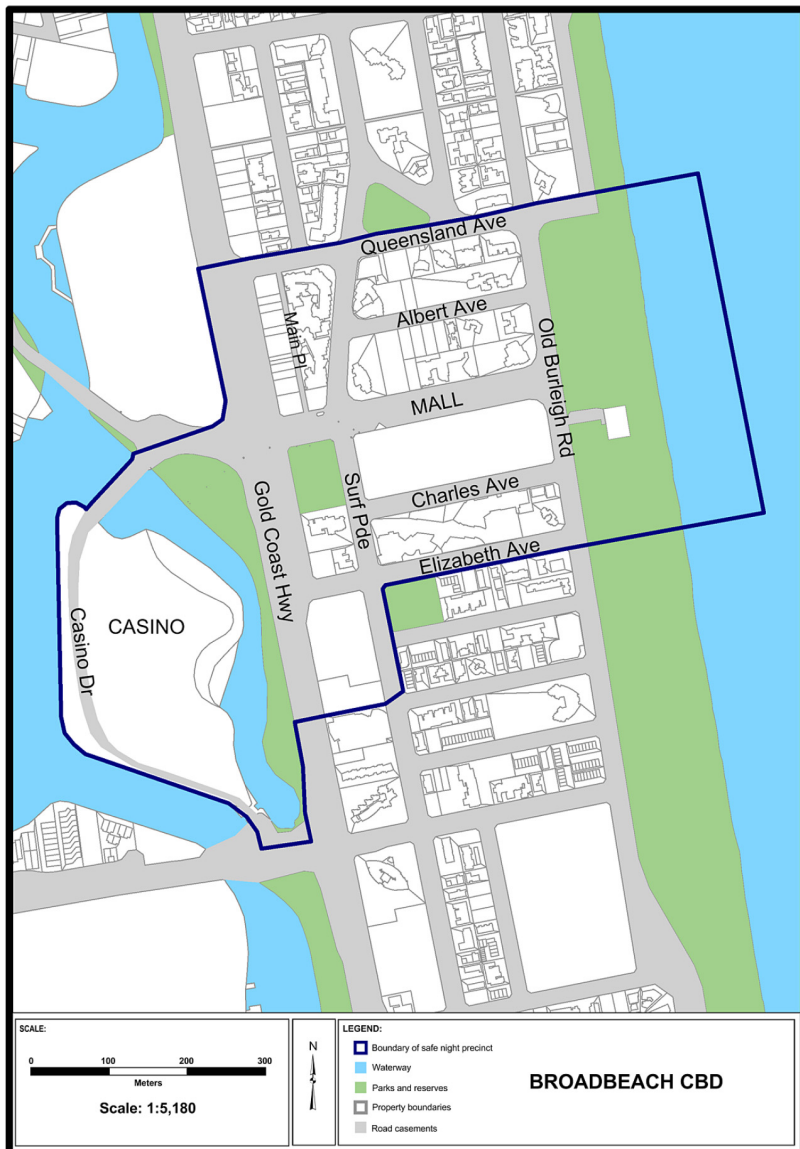 Queensland Ave
Albert Ave
Main Pl
Old Burleigh Rd
MALL
Charles Ave
Surf Pde
Gold Coast Hwy
Elizabeth Ave
Casino Dr
CASINO
SCALE:
0 100 200 300
Meters
Scale: 1:5,180
N
LEGEND:
Boundary of safe night precinct
Waterway
Parks and reserves
Property boundaries
Road casements
BROADBEACH CBD